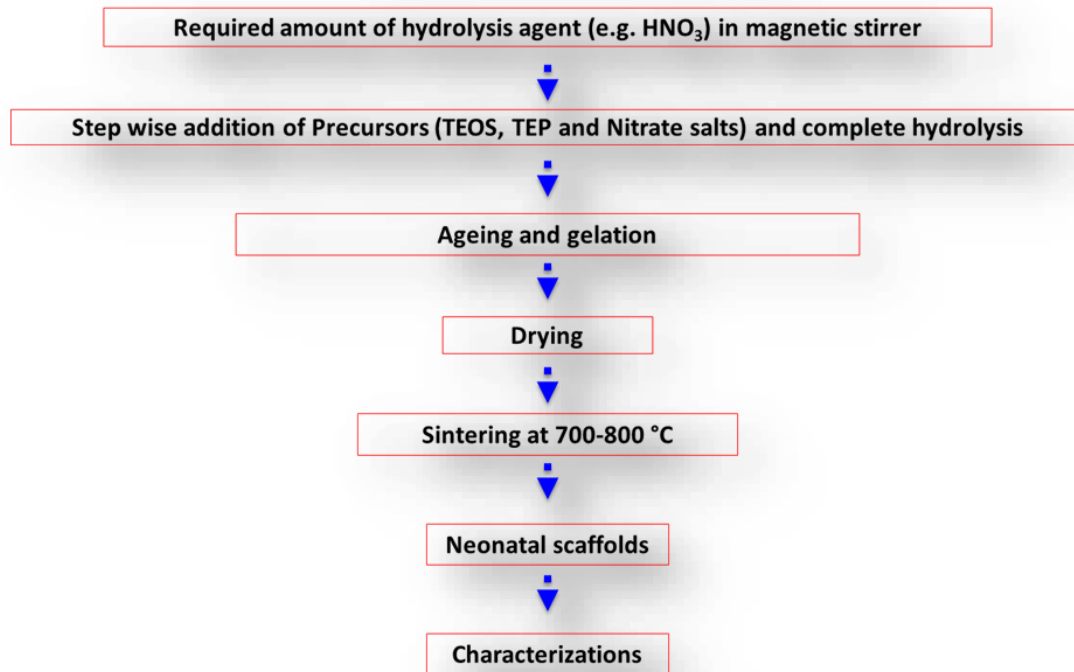 Required amount of hydrolysis agent (e.g. HNO₃) in magnetic stirrer
Step wise addition of Precursors (TEOS, TEP and Nitrate salts) and complete hydrolysis
Ageing and gelation
Drying
Sintering at 700-800 °C
Neonatal scaffolds
Characterizations